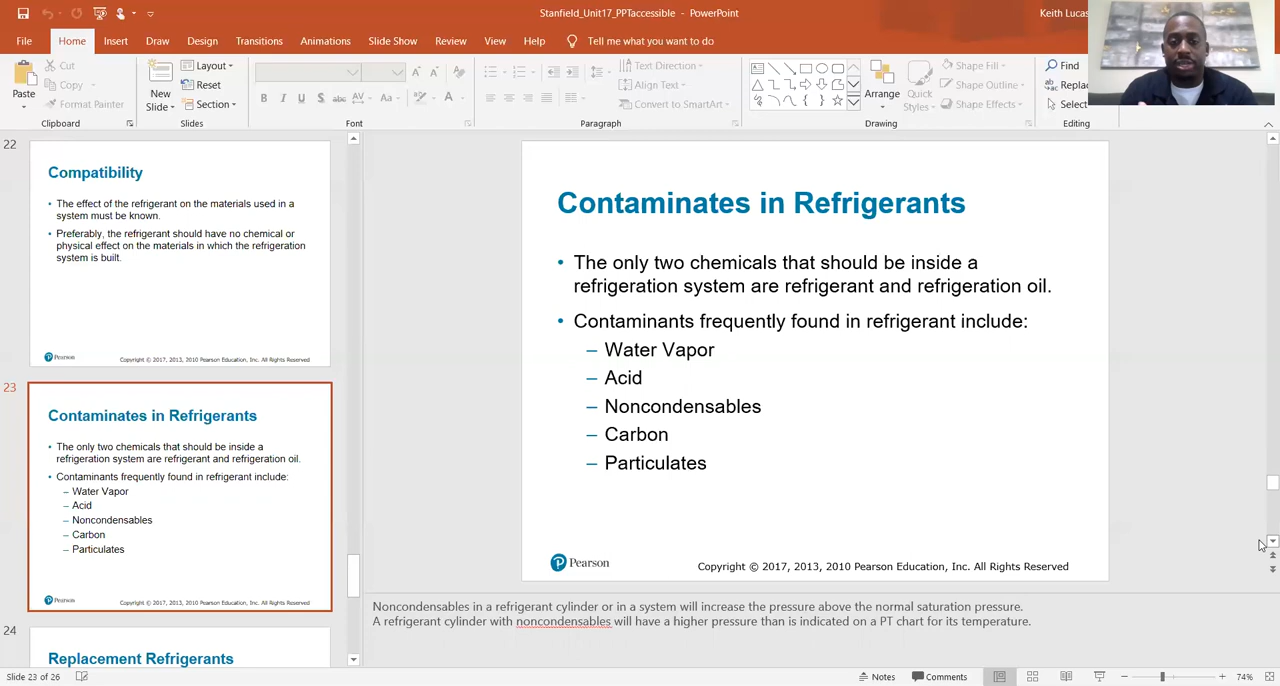 Stanfield_Unit17_PPTaccessible - PowerPoint
Keith Lucas
File Home Insert Draw Design Transitions Animations Slide Show Review View Help Tell me what you want to do
Paste
Cut
Copy
Format Painter
Clipboard
New Slide
Layout
Reset
Section
Slides
Font
Text Direction
Align Text
Convert to SmartArt
Paragraph
Arrange
Quick Styles
Shape Fill
Shape Outline
Shape Effects
Drawing
Find
Select
Editing
22
Compatibility
• The effect of the refrigerant on the materials used in a
system must be known.
• Preferably, the refrigerant should have no chemical or
physical effect on the materials in which the refrigeration
system is built.
Pearson
Copyright © 2017, 2013, 2010 Pearson Education, Inc. All Rights Reserved
23
Contaminates in Refrigerants
• The only two chemicals that should be inside a
refrigeration system are refrigerant and refrigeration oil.
• Contaminants frequently found in refrigerant include:
– Water Vapor
– Acid
– Noncondensables
– Carbon
– Particulates
Pearson
Copyright © 2017, 2013, 2010 Pearson Education, Inc. All Rights Reserved
24
Replacement Refrigerants
Contaminates in Refrigerants
• The only two chemicals that should be inside a
refrigeration system are refrigerant and refrigeration oil.
• Contaminants frequently found in refrigerant include:
– Water Vapor
– Acid
– Noncondensables
– Carbon
– Particulates
Pearson
Copyright © 2017, 2013, 2010 Pearson Education, Inc. All Rights Reserved
Noncondensables in a refrigerant cylinder or in a system will increase the pressure above the normal saturation pressure.
A refrigerant cylinder with noncondensables will have a higher pressure than is indicated on a PT chart for its temperature.
Slide 23 of 26
Notes
Comments
74%